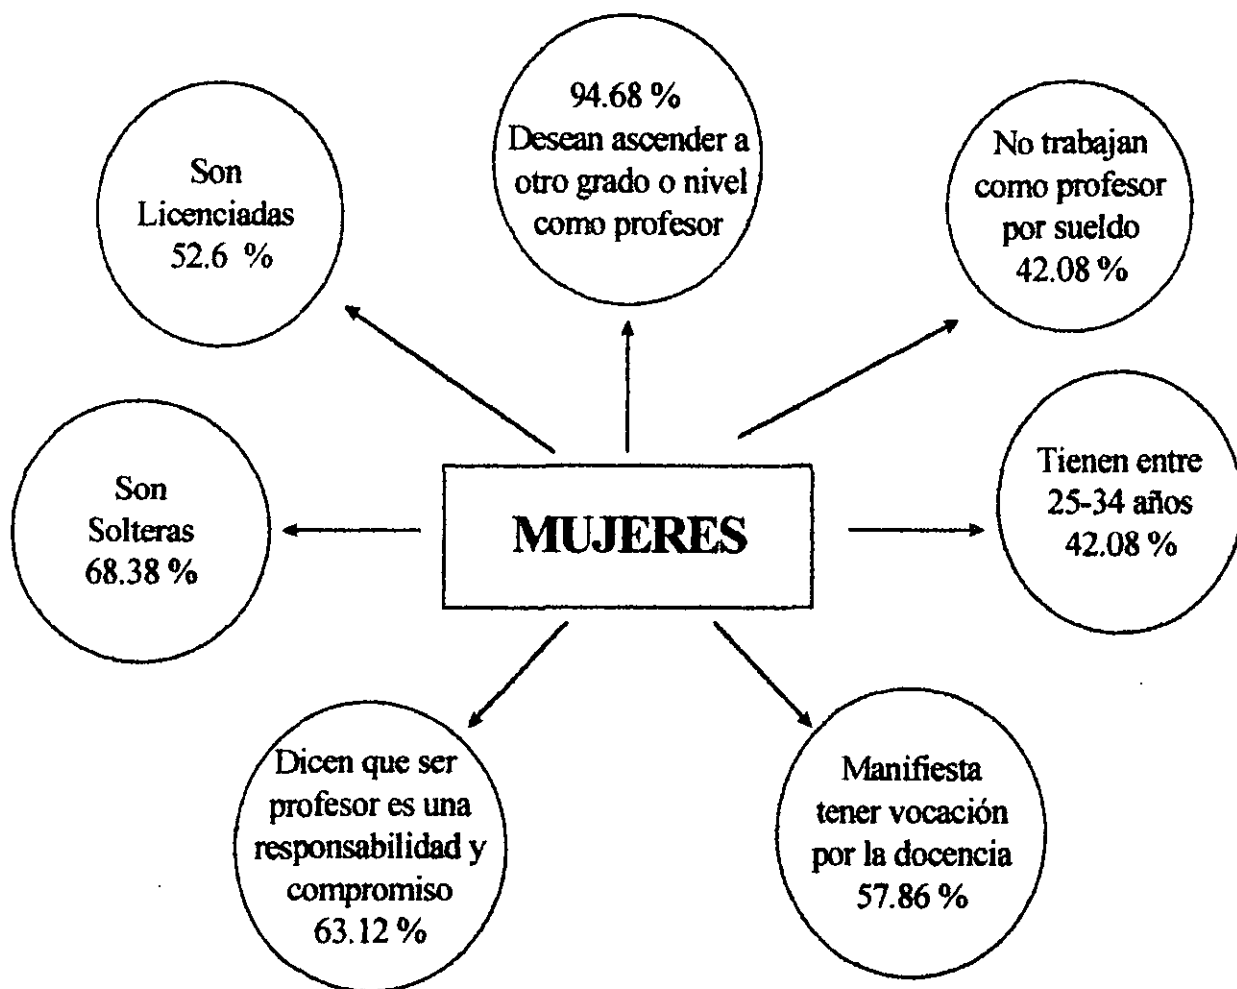 94.68 %
Desean ascender a
otro grado o nivel
como profesor
Son
Licenciadas
52.6 %
No trabajan
como profesor
por sueldo
42.08 %
Son
Solteras
68.38 %
MUJERES
Tienen entre
25-34 años
42.08 %
Dicen que ser
profesor es una
responsabilidad y
compromiso
63.12 %
Manifiesta
tener vocación
por la docencia
57.86 %